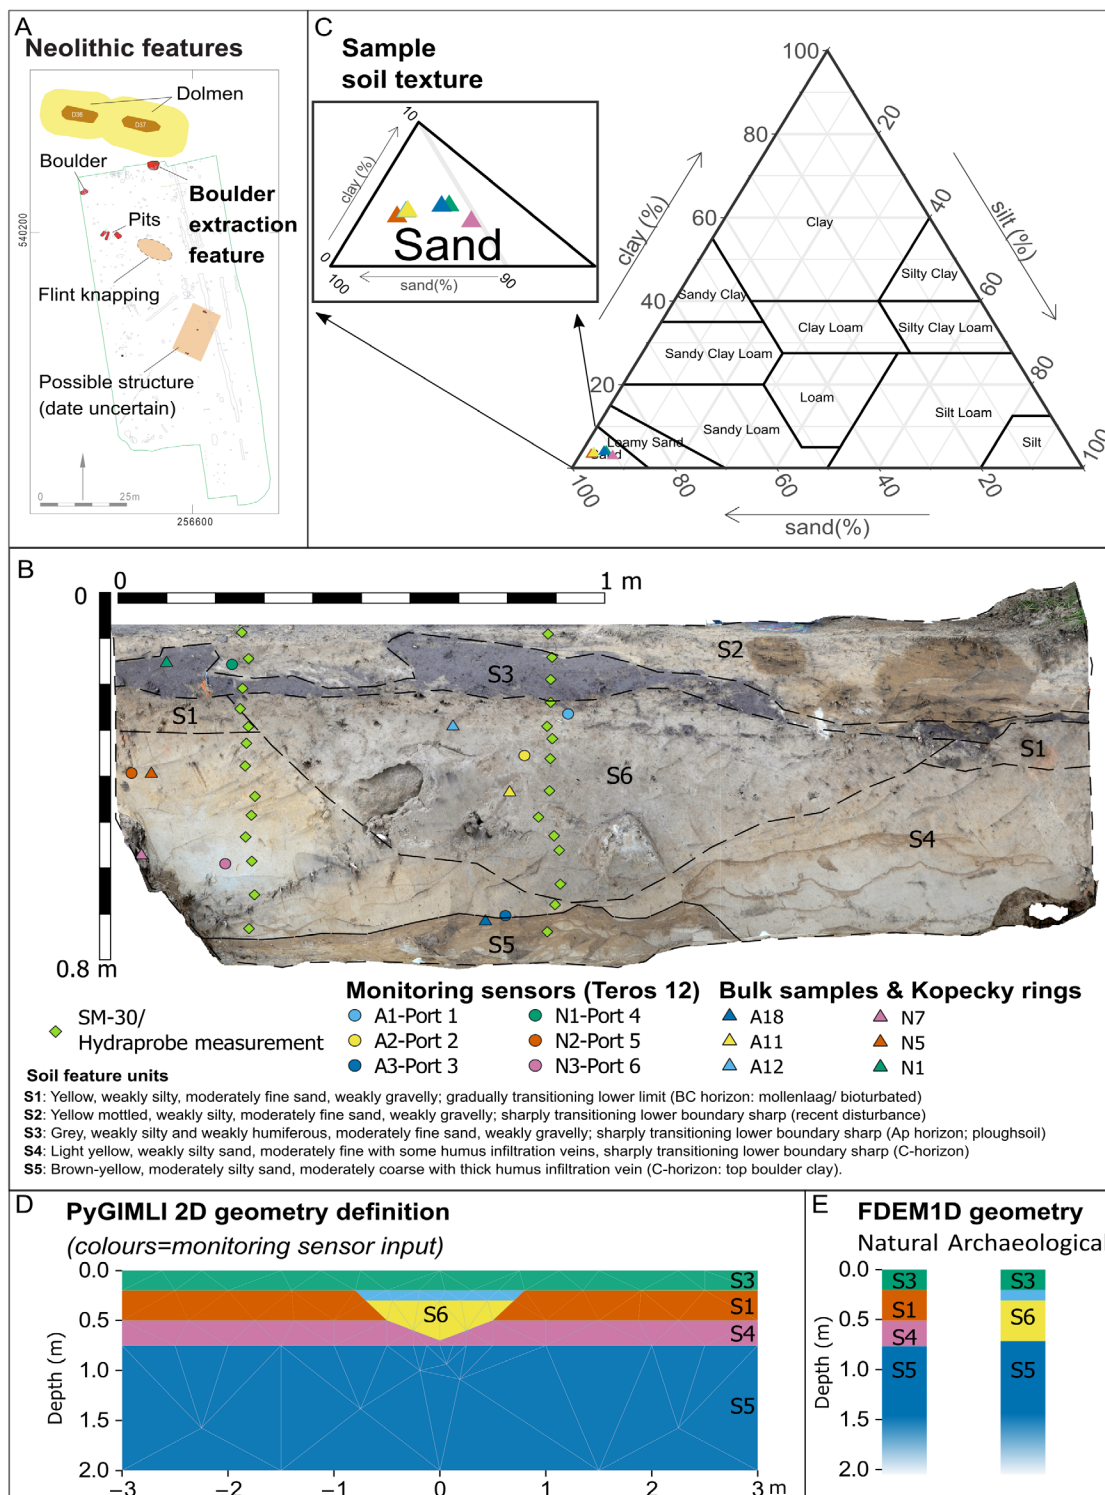 A
Neolithic features
Dolmen
D38
D37
Boulder
Boulder
extraction
feature
Pits
540200
Flint knapping
Possible structure
(date uncertain)
0 25m
256600
C
Sample
soil texture
10
clay (%)
Sand
0
100
sand(%)
90
100
80
60
40
20
clay (%)
20
40
60
80
100
silt (%)
Clay
Silty Clay
Sandy Clay
Clay Loam
Silty Clay Loam
Sandy Clay Loam
Loam
Silt Loam
Sandy Loam
Loamy Sand
Sand
Silt
100
80
60
40
20
sand(%)
B
0 1 m
0
S2
S3
S1
S1
S6
S4
S5
0.8 m
SM-30/
Hydraprobe measurement
Monitoring sensors (Teros 12)
A1-Port 1 N1-Port 4
A2-Port 2 N2-Port 5
A3-Port 3 N3-Port 6
Bulk samples & Kopecky rings
A18 N7
A11 N5
A12 N1
Soil feature units
S1: Yellow, weakly silty, moderately fine sand, weakly gravelly; gradually transitioning lower limit (BC horizon: mollenlaag/ bioturbated)
S2: Yellow mottled, weakly silty, moderately fine sand, weakly gravelly; sharply transitioning lower boundary sharp (recent disturbance)
S3: Grey, weakly silty and weakly humiferous, moderately fine sand, weakly gravelly; sharply transitioning lower boundary sharp (Ap horizon; ploughsoil)
S4: Light yellow, weakly silty sand, moderately fine with some humus infiltration veins, sharply transitioning lower boundary sharp (C-horizon)
S5: Brown-yellow, moderately silty sand, moderately coarse with thick humus infiltration vein (C-horizon: top boulder clay).
D
PyGIMLI 2D geometry definition
(colours=monitoring sensor input)
0.0
0.5
1.0
1.5
2.0
Depth (m)
S3
S1
S6
S4
S5
−3 −2 −1 0 1 2 3 m
E
FDEM1D geometry
Natural Archaeological
0.0
0.5
1.0
1.5
2.0
Depth (m)
S3 S3
S1 S6
S4
S5 S5